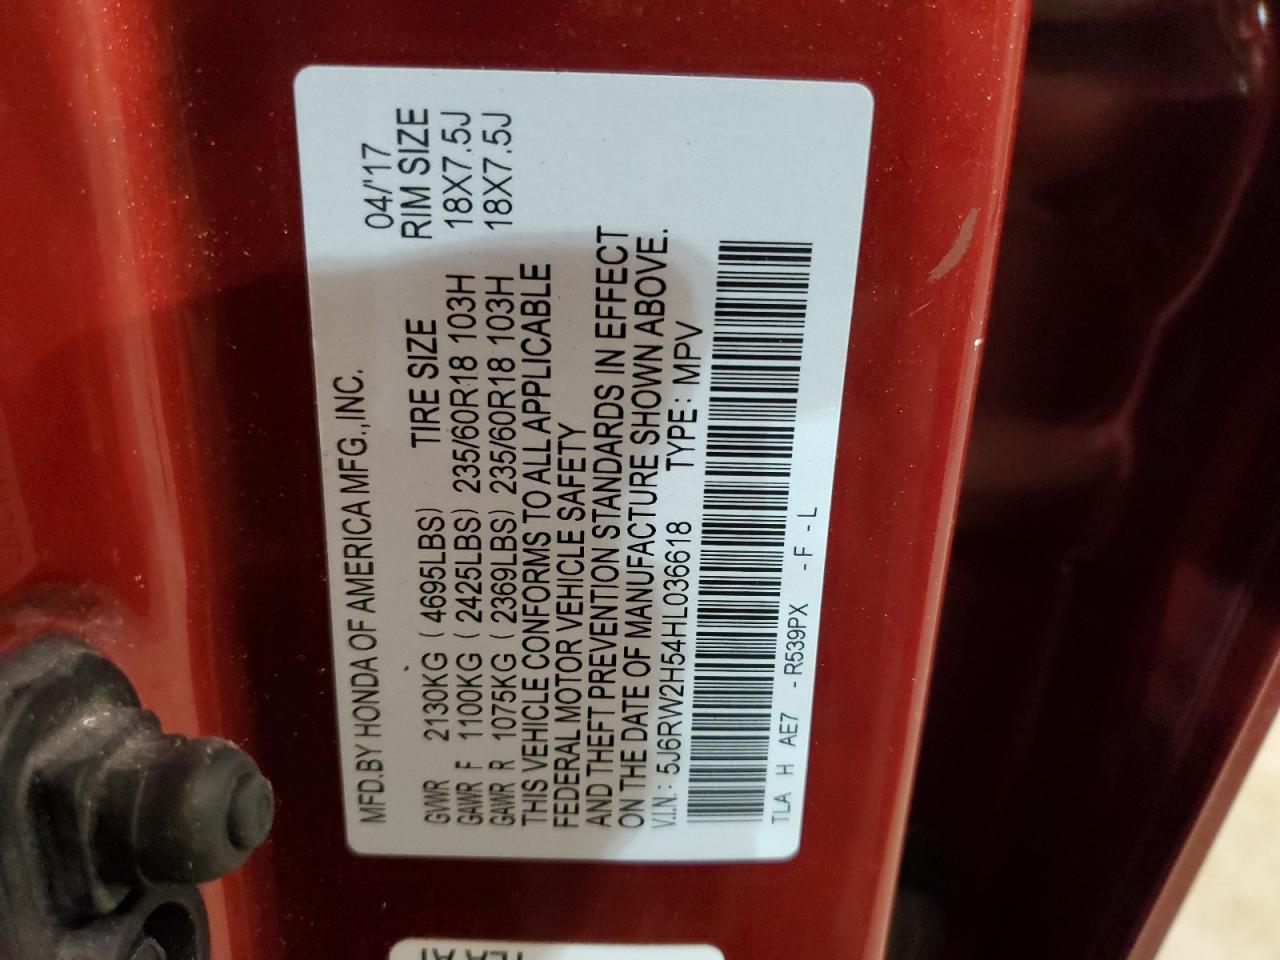 MFD.BY HONDA OF AMERICA MFG.,INC. 04/'17
TIRE SIZE RIM SIZE
GVWR 2130KG ( 4695LBS)
GAWR F 1100KG ( 2425LBS) 235/60R18 103H 18X7.5J
GAWR R 1075KG ( 2369LBS) 235/60R18 103H 18X7.5J
THIS VEHICLE CONFORMS TO ALL APPLICABLE
FEDERAL MOTOR VEHICLE SAFETY
AND THEFT PREVENTION STANDARDS IN EFFECT
ON THE DATE OF MANUFACTURE SHOWN ABOVE.
V.I.N.: 5J6RW2H54HL036618 TYPE: MPV
TLA H AE7 - R539PX - F - L